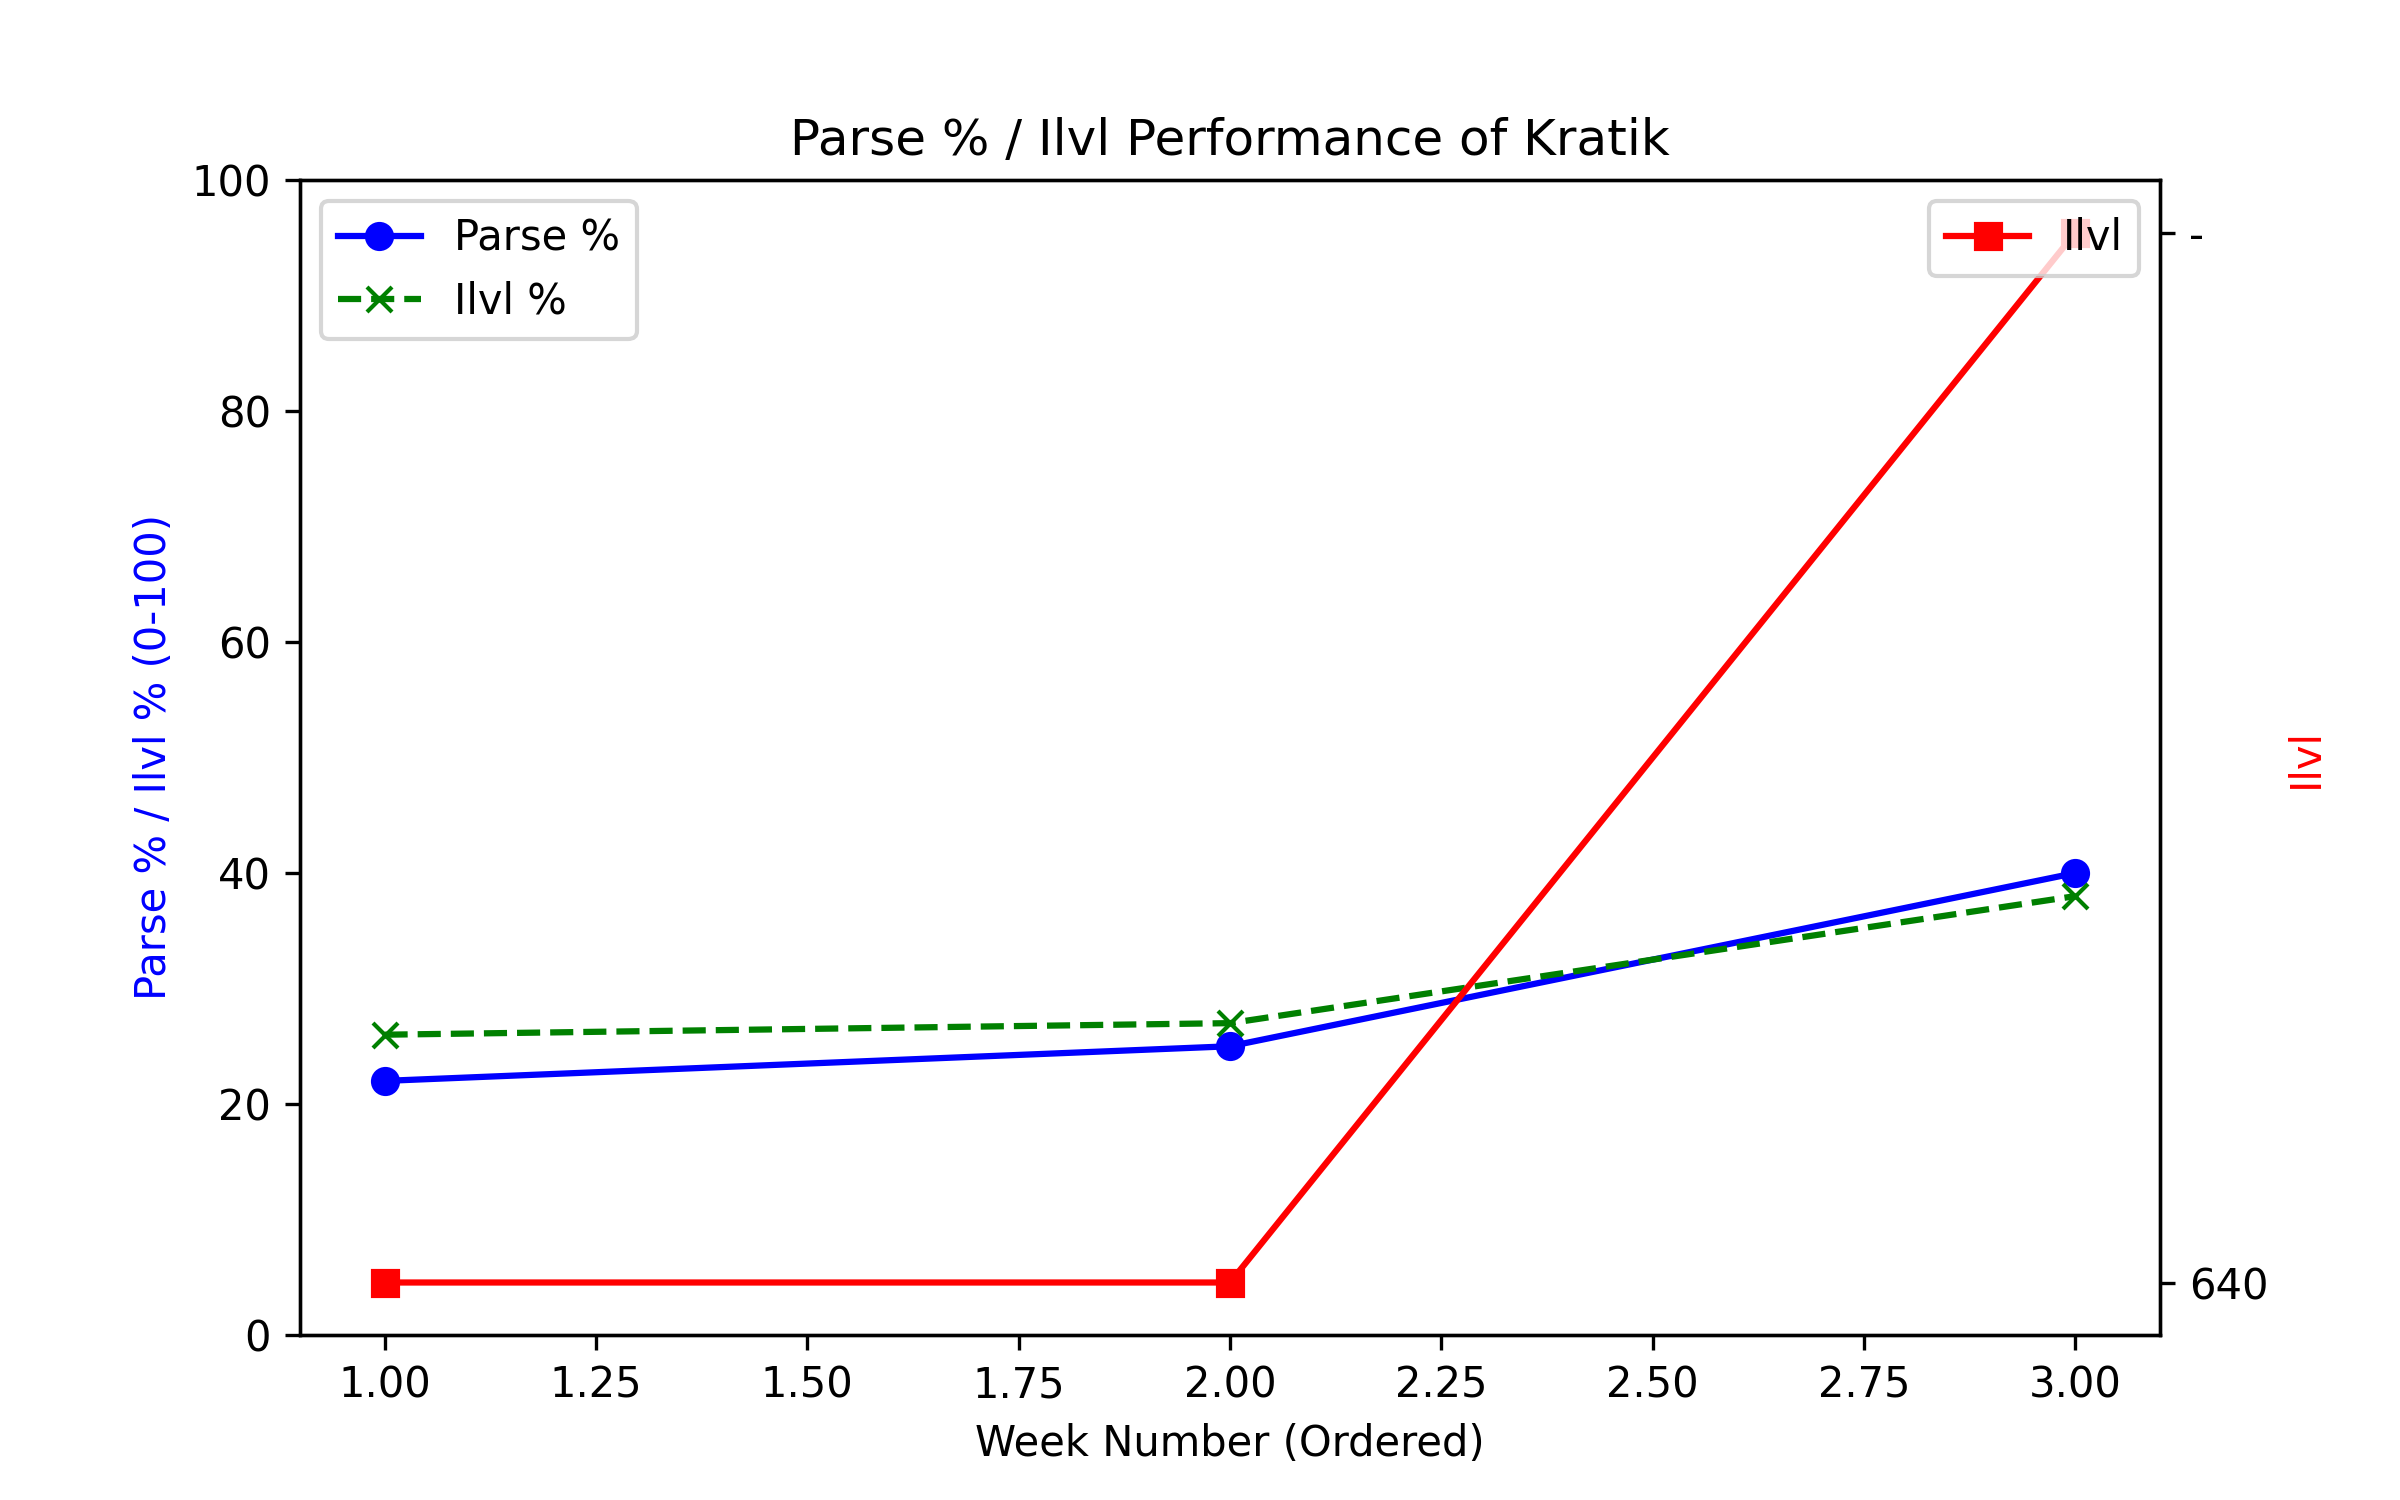 Parse % / Ilvl Performance of Kratik
Parse %
Ilvl %
Ilvl
100
80
60
40
20
0
Parse % / Ilvl % (0-100)
-
640
Ilvl
1.00 1.25 1.50 1.75 2.00 2.25 2.50 2.75 3.00
Week Number (Ordered)